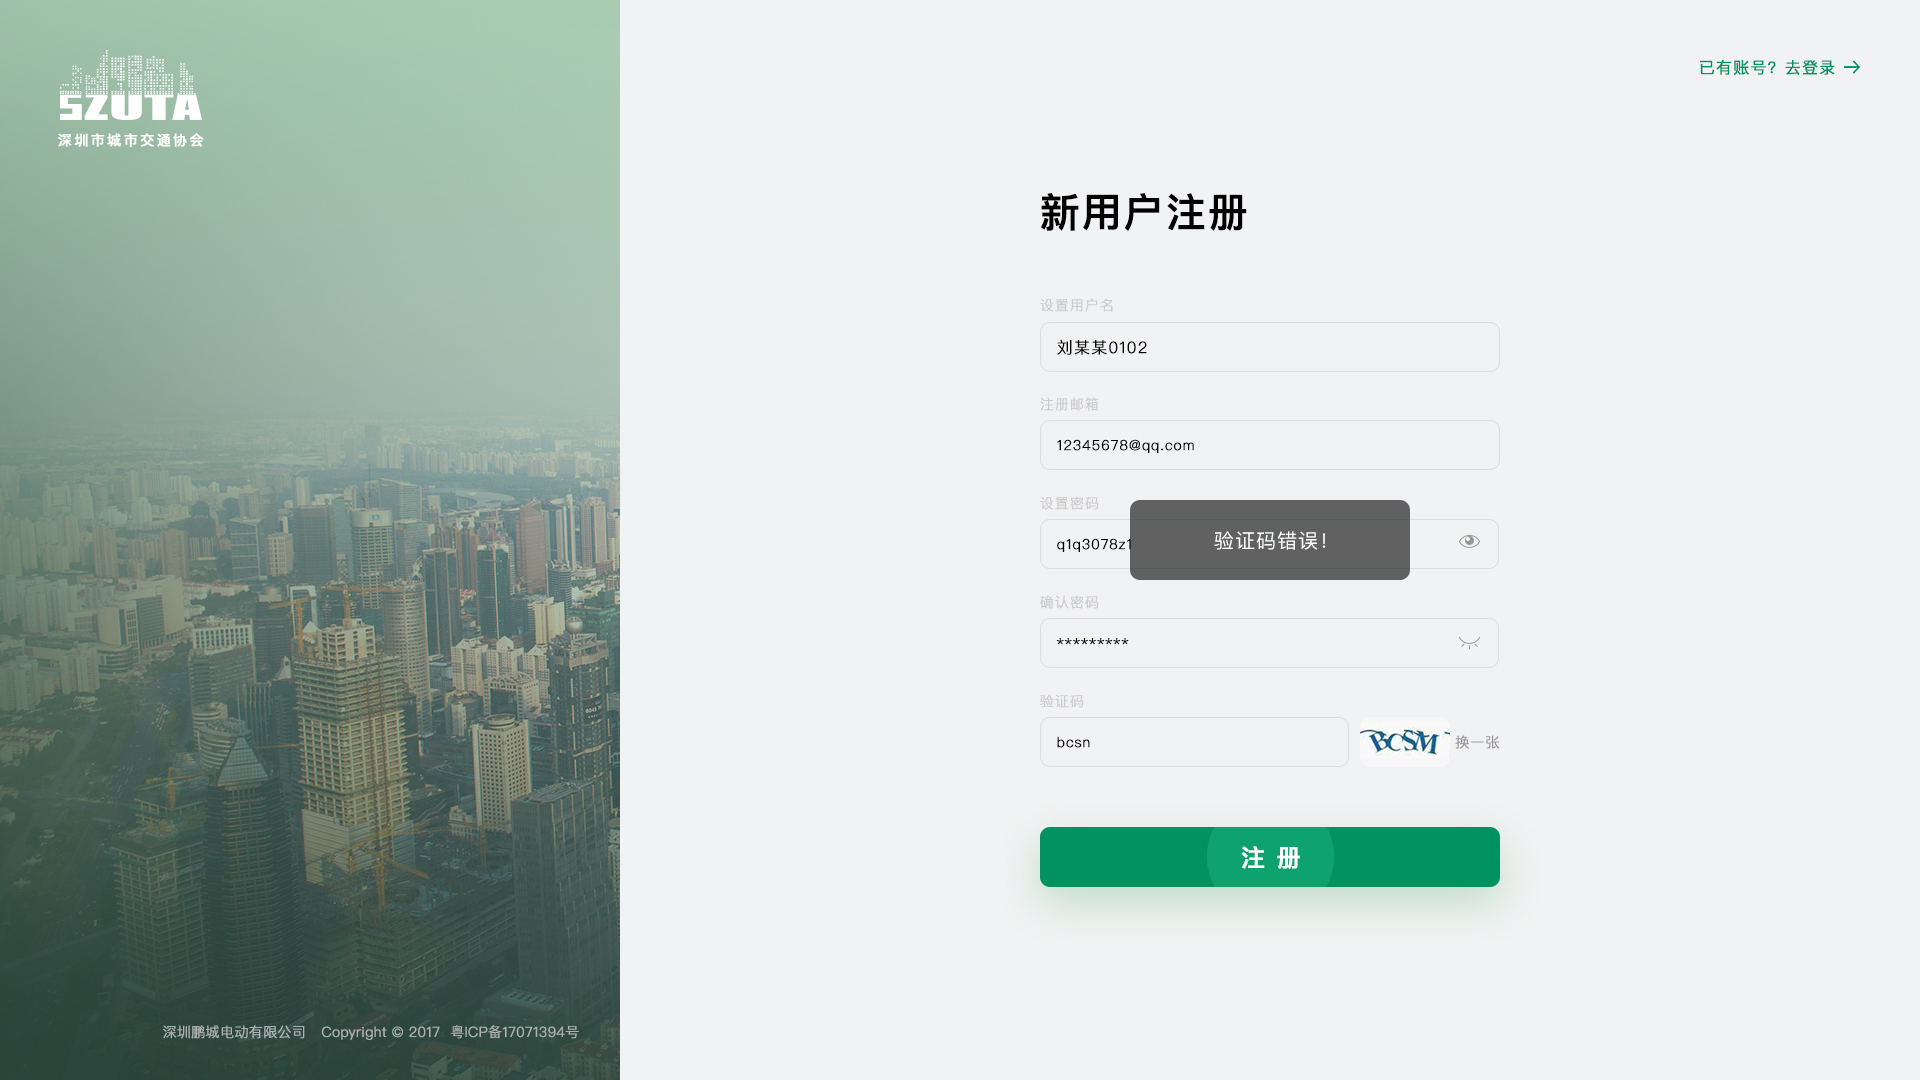 SZUTA
深圳市城市交通协会
已有账号？去登录
新用户注册
设置用户名
刘某某0102
注册邮箱
12345678@qq.com
设置密码
q1q3078z1
验证码错误！
确认密码
*********
验证码
bcsn
BCSM
换一张
注 册
深圳鹏城电动有限公司 Copyright © 2017 粤ICP备17071394号